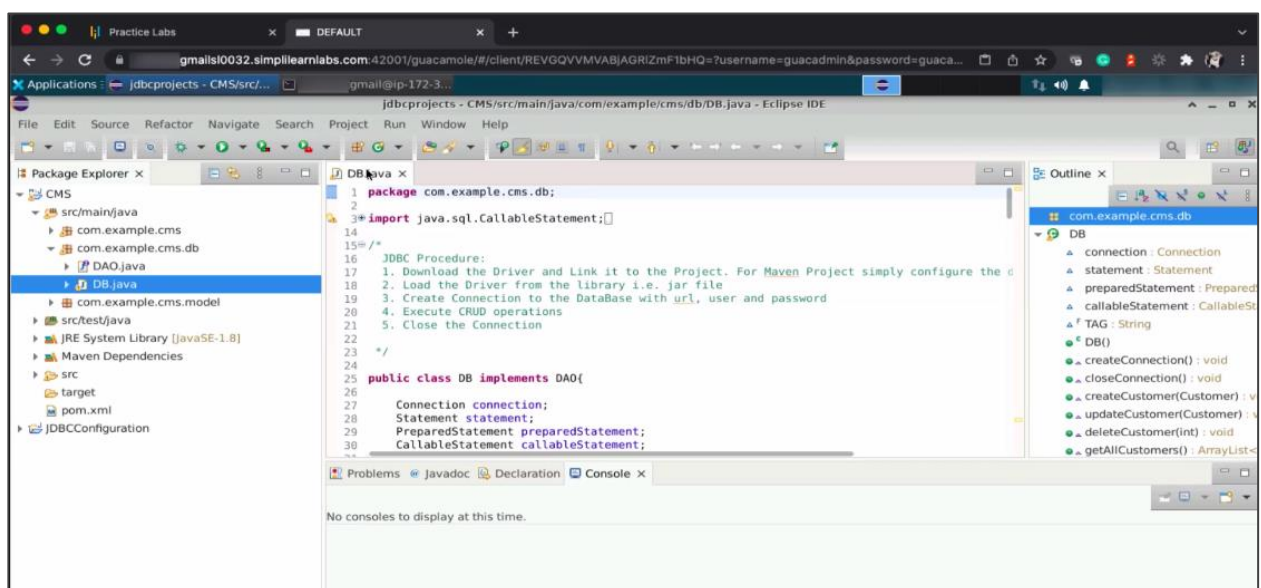 Practice Labs
DEFAULT
gmailsl0032.simplilearnlabs.com:42001/guacamole/#/client/REVGQVVMVABjAGRlZmF1bHQ=?username=guacadmin&password=guaca...
Applications
jdbcprojects - CMS/src/...
gmail@ip-172-3...
jdbcprojects - CMS/src/main/java/com/example/cms/db/DB.java - Eclipse IDE
File Edit Source Refactor Navigate Search Project Run Window Help
Package Explorer
CMS
src/main/java
com.example.cms
com.example.cms.db
DAO.java
DB.java
com.example.cms.model
src/test/java
JRE System Library [JavaSE-1.8]
Maven Dependencies
src
target
pom.xml
JDBCConfiguration
DB.java
1 package com.example.cms.db;
2
3 import java.sql.CallableStatement;
14
15 /*
16 JDBC Procedure:
17 1. Download the Driver and Link it to the Project. For Maven Project simply configure the d
18 2. Load the Driver from the library i.e. jar file
19 3. Create Connection to the DataBase with url, user and password
20 4. Execute CRUD operations
21 5. Close the Connection
22
23 */
24
25 public class DB implements DAO{
26
27 Connection connection;
28 Statement statement;
29 PreparedStatement preparedStatement;
30 CallableStatement callableStatement;
Outline
com.example.cms.db
DB
connection : Connection
statement : Statement
preparedStatement : Prepared
callableStatement : CallableSt
TAG : String
DB()
createConnection() : void
closeConnection() : void
createCustomer(Customer) : v
updateCustomer(Customer) : v
deleteCustomer(int) : void
getAllCustomers() : ArrayList<
Problems Javadoc Declaration Console
No consoles to display at this time.